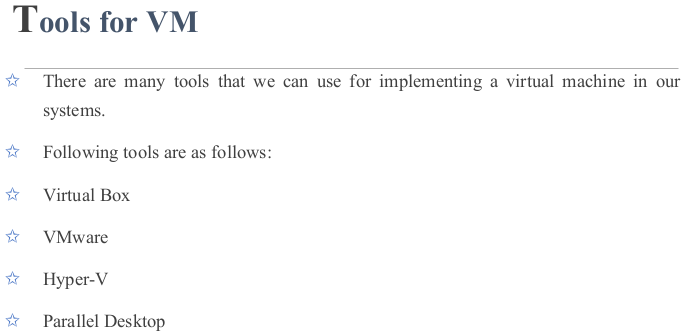 Tools for VM
There are many tools that we can use for implementing a virtual machine in our
systems.
Following tools are as follows:
Virtual Box
VMware
Hyper-V
Parallel Desktop